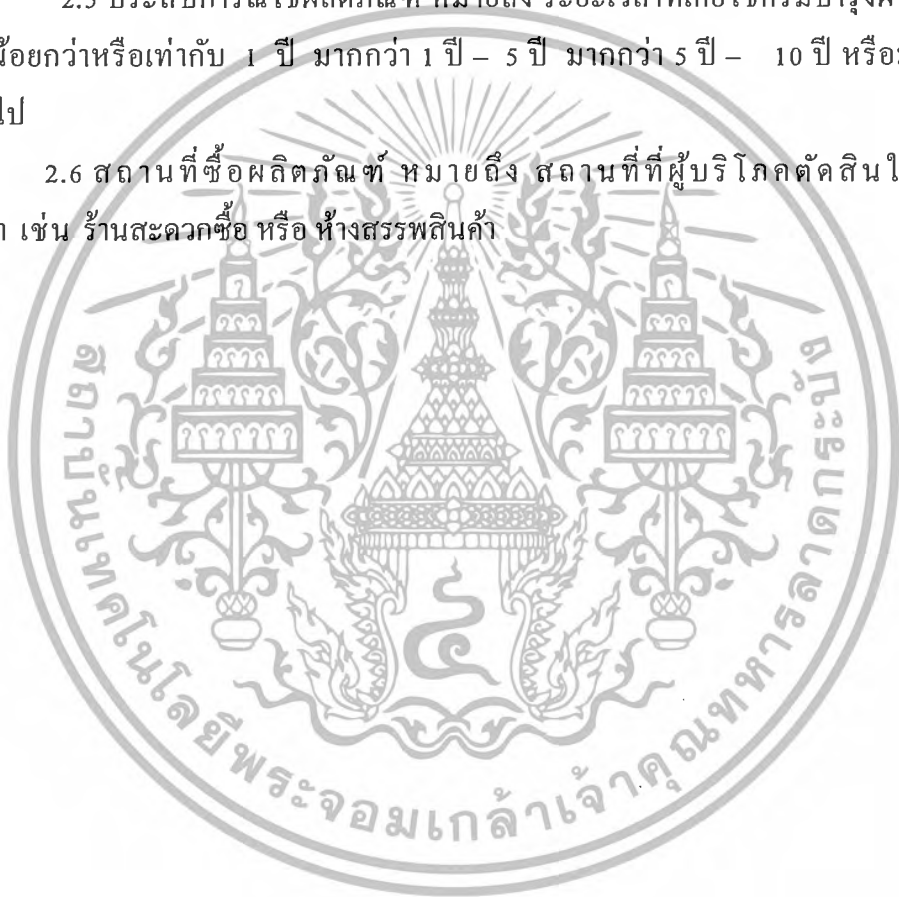 2.5 ประสบการณ์ใช้ผลิตภัณฑ์ หมายถึง ระยะเวลาที่เคยใช้ครีมบำรุง
น้อยกว่าหรือเท่ากับ 1 ปี มากกว่า 1 ปี – 5 ปี มากกว่า 5 ปี – 10 ปี หรือ
ไป
2.6 สถานที่ซื้อผลิตภัณฑ์ หมายถึง สถานที่ที่ผู้บริโภคตัดสินใ
เช่น ร้านสะดวกซื้อ หรือ ห้างสรรพสินค้า
สถาบันเทคโนโลยีพระจอมเกล้าเจ้าคุณทหารลาดกระบัง
๔